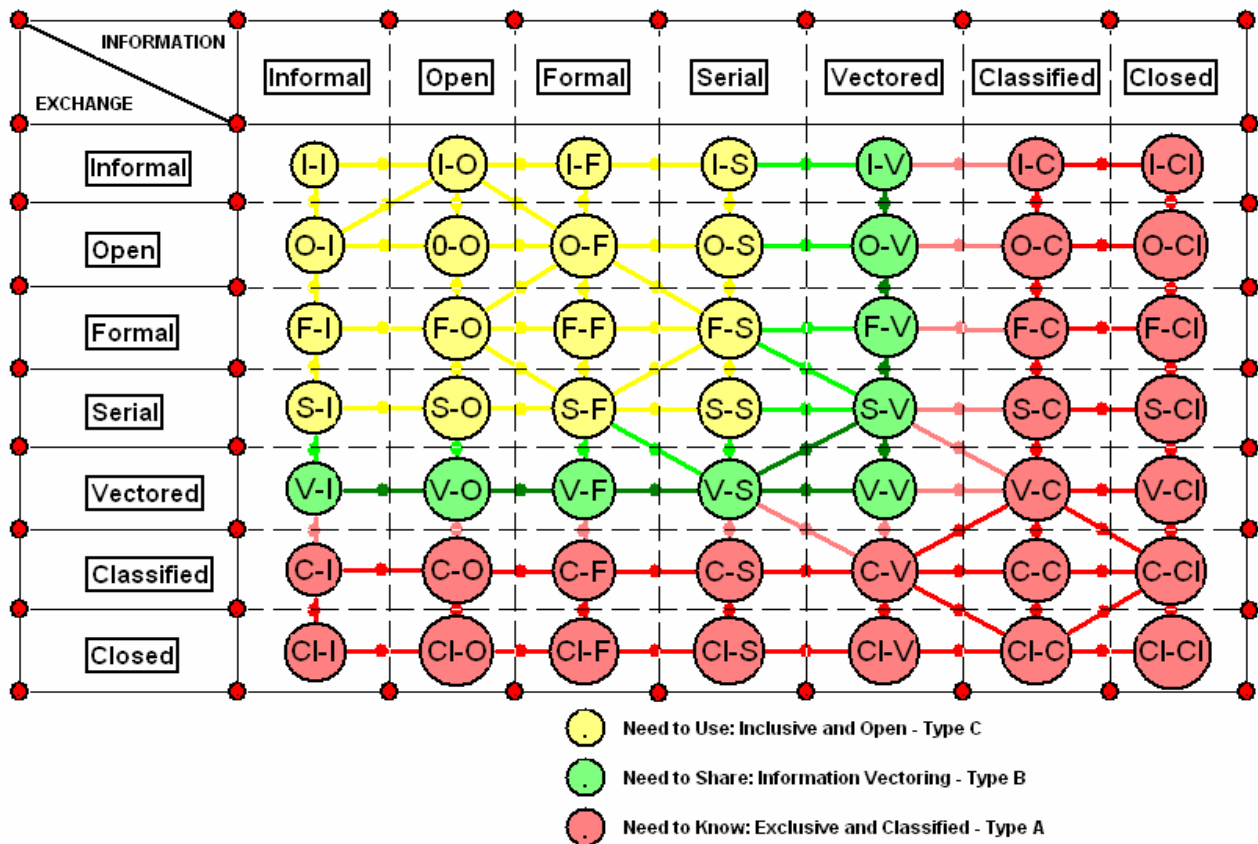 INFORMATION
EXCHANGE
Informal Open Formal Serial Vectored Classified Closed
Informal I-I I-O I-F I-S I-V I-C I-Cl
Open O-I 0-O O-F O-S O-V O-C O-Cl
Formal F-I F-O F-F F-S F-V F-C F-Cl
Serial S-I S-O S-F S-S S-V S-C S-Cl
Vectored V-I V-O V-F V-S V-V V-C V-Cl
Classified C-I C-O C-F C-S C-V C-C C-Cl
Closed Cl-I Cl-O Cl-F Cl-S Cl-V Cl-C Cl-Cl
. Need to Use: Inclusive and Open - Type C
. Need to Share: Information Vectoring - Type B
. Need to Know: Exclusive and Classified - Type A